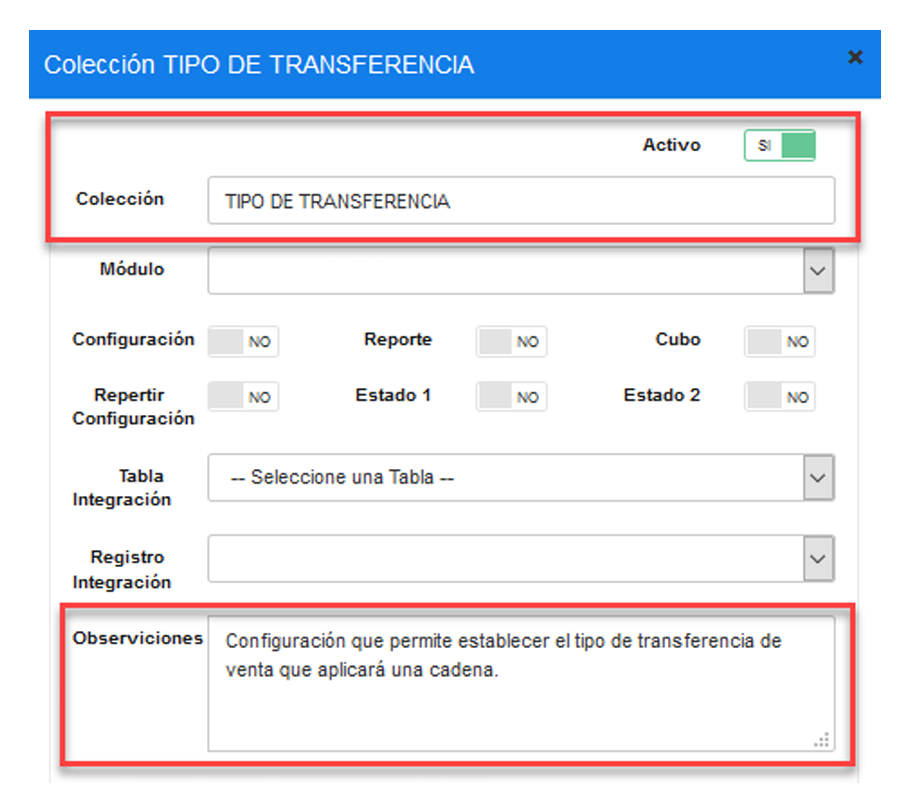 Colección TIPO DE TRANSFERENCIA
Activo SI
Colección TIPO DE TRANSFERENCIA
Módulo
Configuración NO Reporte NO Cubo NO
Repertir Configuración NO Estado 1 NO Estado 2 NO
Tabla Integración -- Seleccione una Tabla --
Registro Integración
Observiciones Configuración que permite establecer el tipo de transferencia de
venta que aplicará una cadena.